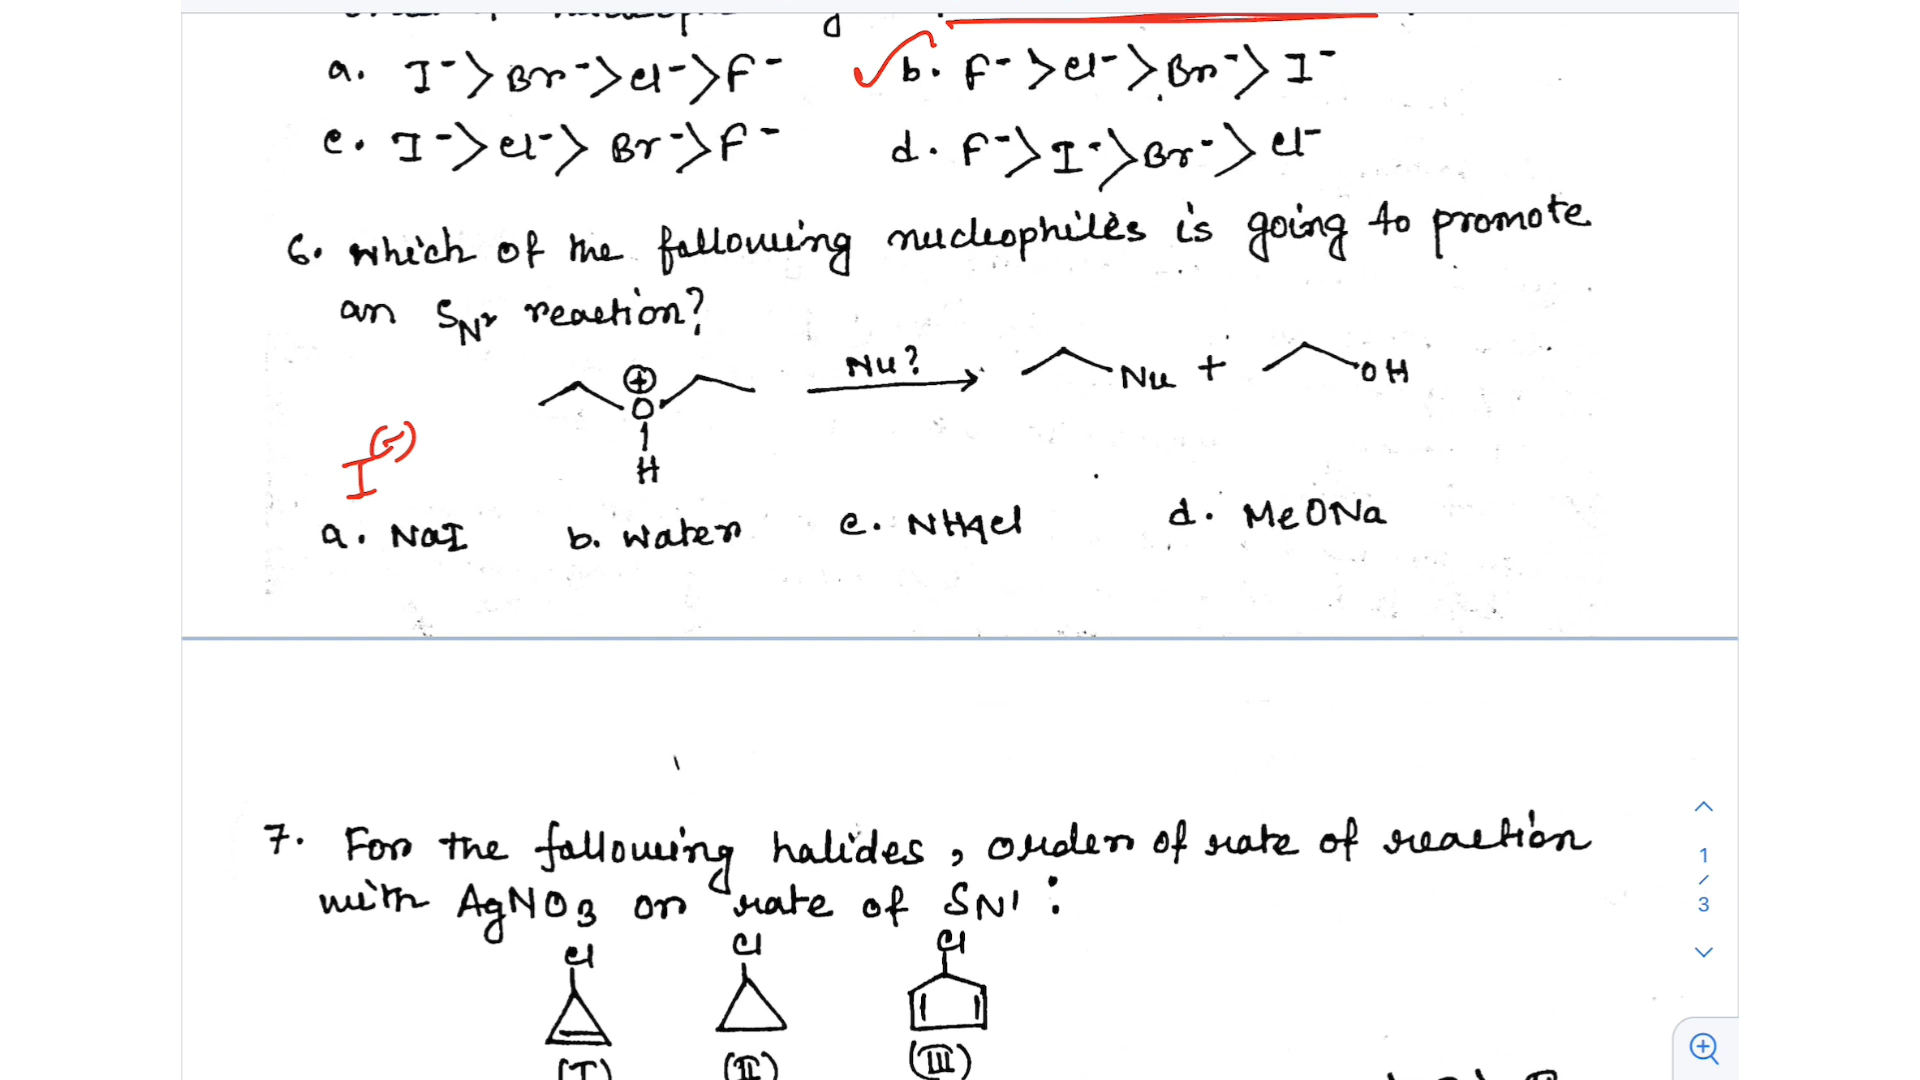 a. I⁻>Br⁻>Cl⁻>F⁻ b. F⁻>Cl⁻>Br⁻>I⁻
c. I⁻>Cl⁻>Br⁻>F⁻ d. F⁻>I⁻>Br⁻>Cl⁻
6. Which of the following nucleophiles is going to promote
an SN² reaction?
⊕ O H Nu? Nu + OH
I(-)
a. NaI b. Water c. NH4Cl d. MeONa
7. For the following halides, order of rate of reaction
with AgNO3 or rate of SN1 :
Cl Cl Cl
(I) (II) (III)
1
/
3